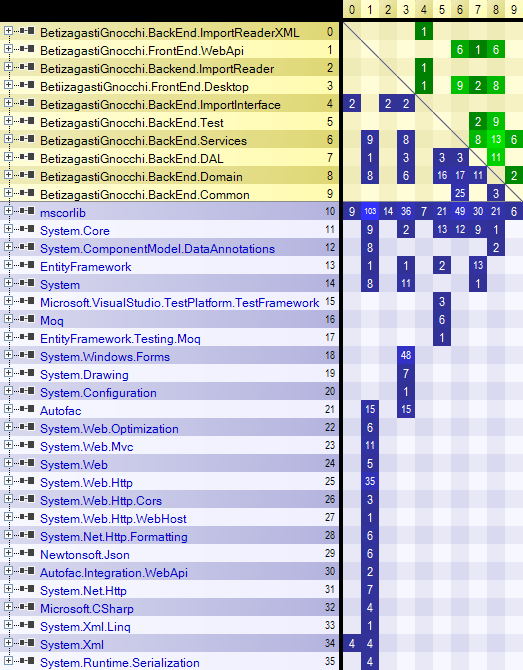 0 1 2 3 4 5 6 7 8 9
BetizagastiGnocchi.BackEnd.ImportReaderXML 0 1
BetizagastiGnocchi.FrontEnd.WebApi 1 6 1 6
BetizagastiGnocchi.Backend.ImportReader 2 1
BetiizagastiGnocchi.FrontEnd.Desktop 3 1 9 2 8
BetizagastiGnocchi.BackEnd.ImportInterface 4 2 2 2
BetizagastiGnocchi.BackEnd.Test 5 2 9
BetizagastiGnocchi.BackEnd.Services 6 9 3 8 13 6
BetizagastiGnocchi.BackEnd.DAL 7 1 3 3 3 11
BetizagastiGnocchi.BackEnd.Domain 8 8 6 16 17 11 2
BetizagastiGnocchi.BackEnd.Common 9 25 3
mscorlib 10 9 103 14 36 7 21 49 30 21 6
System.Core 11 9 2 13 12 9 1
System.ComponentModel.DataAnnotations 12 8 2
EntityFramework 13 1 1 2 13
System 14 8 11 1
Microsoft.VisualStudio.TestPlatform.TestFramework 15 3
Moq 16 6
EntityFramework.Testing.Moq 17 1
System.Windows.Forms 18 48
System.Drawing 19 7
System.Configuration 20 1
Autofac 21 15 15
System.Web.Optimization 22 6
System.Web.Mvc 23 11
System.Web 24 5
System.Web.Http 25 35
System.Web.Http.Cors 26 3
System.Web.Http.WebHost 27 1
System.Net.Http.Formatting 28 6
Newtonsoft.Json 29 6
Autofac.Integration.WebApi 30 2
System.Net.Http 31 7
Microsoft.CSharp 32 4
System.Xml.Linq 33 1
System.Xml 34 4 4
System.Runtime.Serialization 35 4